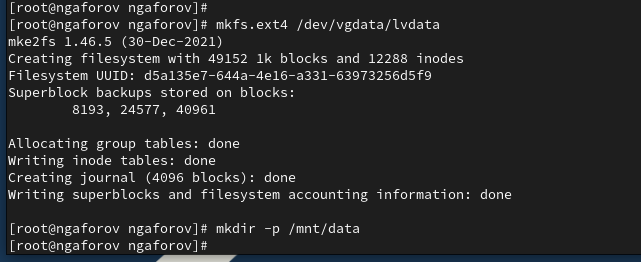 [root@ngaforov ngaforov]#
[root@ngaforov ngaforov]# mkfs.ext4 /dev/vgdata/lvdata
mke2fs 1.46.5 (30-Dec-2021)
Creating filesystem with 49152 1k blocks and 12288 inodes
Filesystem UUID: d5a135e7-644a-4e16-a331-63973256d5f9
Superblock backups stored on blocks:
        8193, 24577, 40961

Allocating group tables: done
Writing inode tables: done
Creating journal (4096 blocks): done
Writing superblocks and filesystem accounting information: done

[root@ngaforov ngaforov]# mkdir -p /mnt/data
[root@ngaforov ngaforov]#